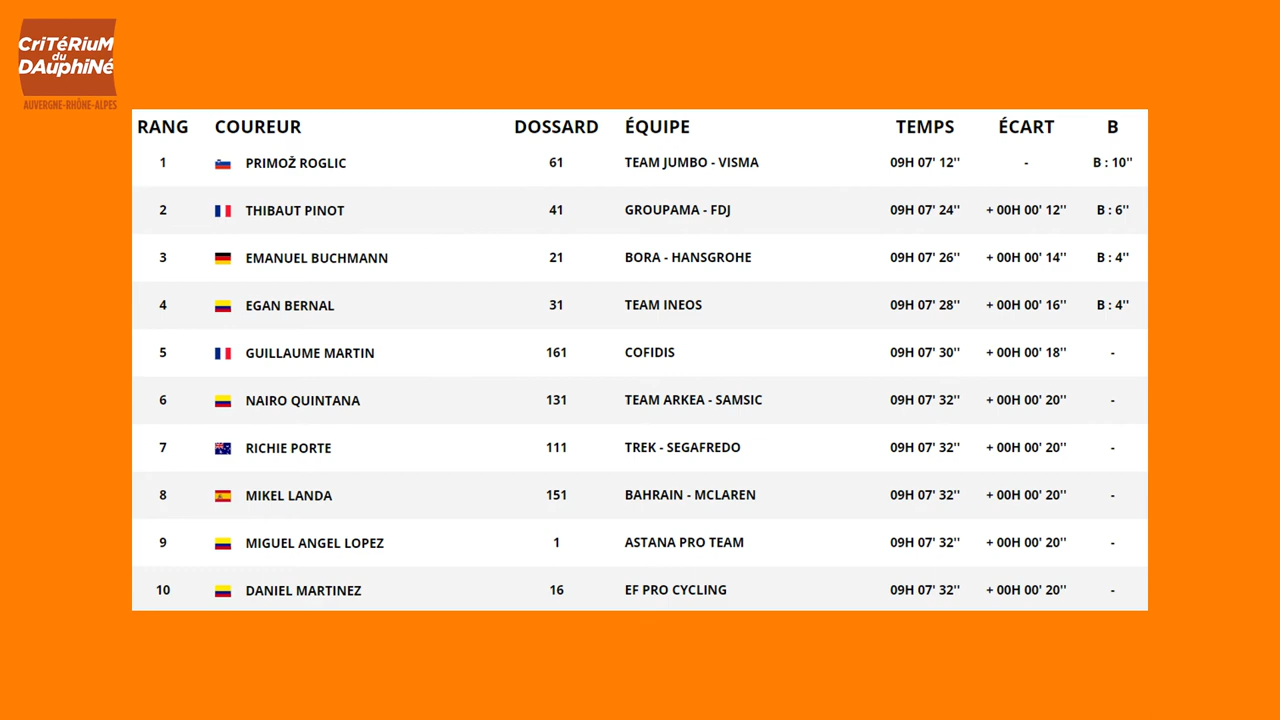 CriTéRiuM
du
DAuphiNé
AUVERGNE-RHÔNE-ALPES
RANG COUREUR DOSSARD ÉQUIPE TEMPS ÉCART B
1 PRIMOŽ ROGLIC 61 TEAM JUMBO - VISMA 09H 07' 12'' - B : 10''
2 THIBAUT PINOT 41 GROUPAMA - FDJ 09H 07' 24'' + 00H 00' 12'' B : 6''
3 EMANUEL BUCHMANN 21 BORA - HANSGROHE 09H 07' 26'' + 00H 00' 14'' B : 4''
4 EGAN BERNAL 31 TEAM INEOS 09H 07' 28'' + 00H 00' 16'' B : 4''
5 GUILLAUME MARTIN 161 COFIDIS 09H 07' 30'' + 00H 00' 18'' -
6 NAIRO QUINTANA 131 TEAM ARKEA - SAMSIC 09H 07' 32'' + 00H 00' 20'' -
7 RICHIE PORTE 111 TREK - SEGAFREDO 09H 07' 32'' + 00H 00' 20'' -
8 MIKEL LANDA 151 BAHRAIN - MCLAREN 09H 07' 32'' + 00H 00' 20'' -
9 MIGUEL ANGEL LOPEZ 1 ASTANA PRO TEAM 09H 07' 32'' + 00H 00' 20'' -
10 DANIEL MARTINEZ 16 EF PRO CYCLING 09H 07' 32'' + 00H 00' 20'' -